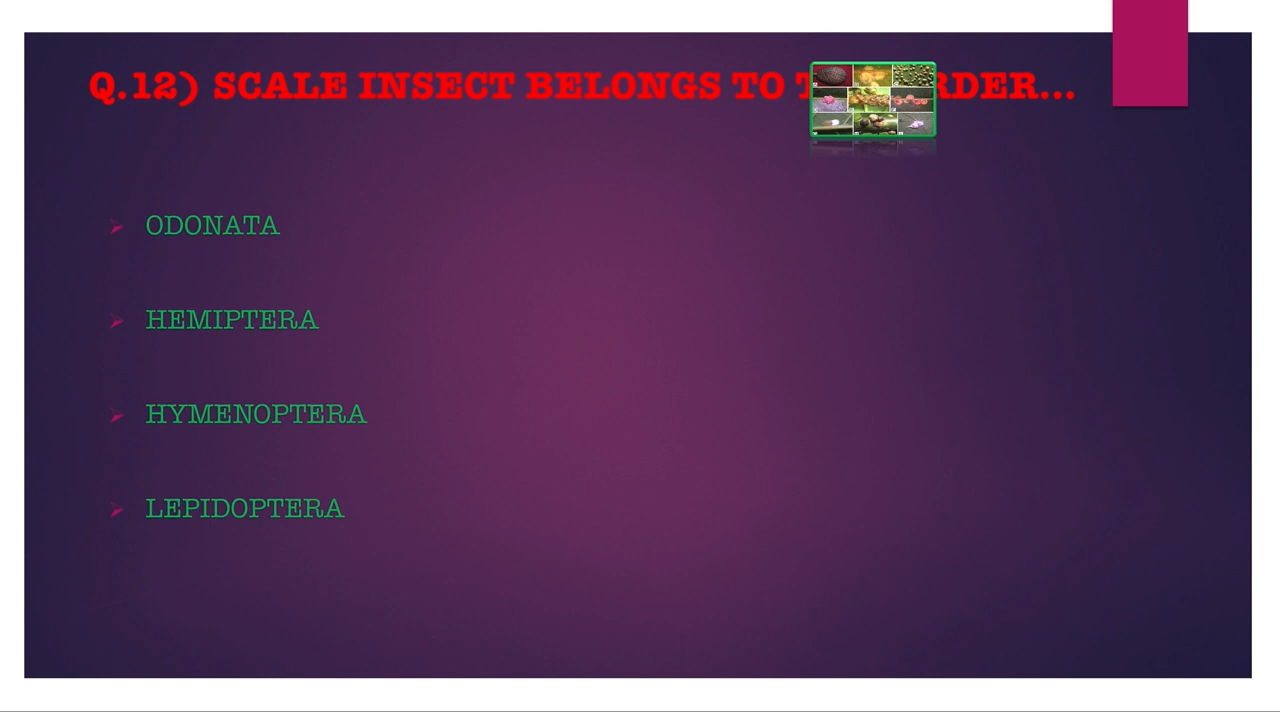 Q.12) SCALE INSECT BELONGS TO
ODONATA
HEMIPTERA
HYMENOPTERA
LEPIDOPTERA